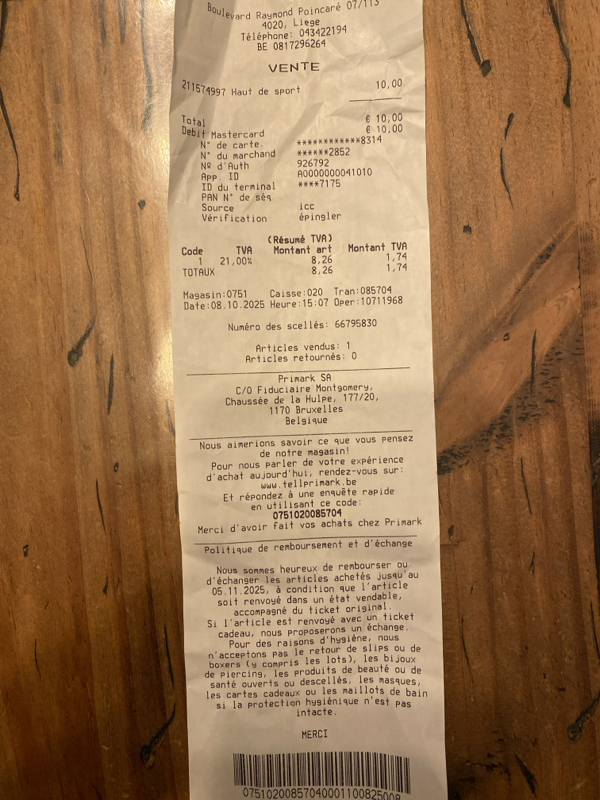 Boulevard Raymond Poincaré 07/113
4020, Liege
Téléphone: 043422194
BE 0817296264
VENTE
211574997 Haut de sport 10,00
Total € 10,00
Debit Mastercard € 10,00
N° de carte ************8314
N° du marchand ******2852
Nº d'Auth 926792
App. ID A0000000041010
ID du terminal ****7175
PAN N° de séq
Source icc
Vérification épingler
(Résumé TVA)
Code TVA Montant art Montant TVA
1 21,00% 8,26 1,74
TOTAUX 8,26 1,74
Magasin:0751 Caisse:020 Tran:085704
Date:08.10.2025 Heure:15:07 Oper:10711968
Numéro des scellés: 66795830
Articles vendus: 1
Articles retournés: 0
Primark SA
C/O Fiduciaire Montgomery,
Chaussée de la Hulpe, 177/20,
1170 Bruxelles
Belgique
Nous aimerions savoir ce que vous pensez
de notre magasin!
Pour nous parler de votre expérience
d'achat aujourd'hui, rendez-vous sur:
www.tellprimark.be
Et répondez à une enquête rapide
en utilisant ce code:
0751020085704
Merci d'avoir fait vos achats chez Primark
Politique de remboursement et d'échange
Nous sommes heureux de rembourser ou
d'échanger les articles achetés jusqu'au
05.11.2025, à condition que l'article
soit renvoyé dans un état vendable,
accompagné du ticket original.
Si l'article est renvoyé avec un ticket
cadeau, nous proposerons un échange.
Pour des raisons d'hygiène, nous
n'acceptons pas le retour de slips ou de
boxers (y compris les lots), les bijoux
de piercing, les produits de beauté ou de
santé ouverts ou descellés, les masques,
les cartes cadeaux ou les maillots de bain
si la protection hygiénique n'est pas
intacte.
MERCI
07510200857040001100825008